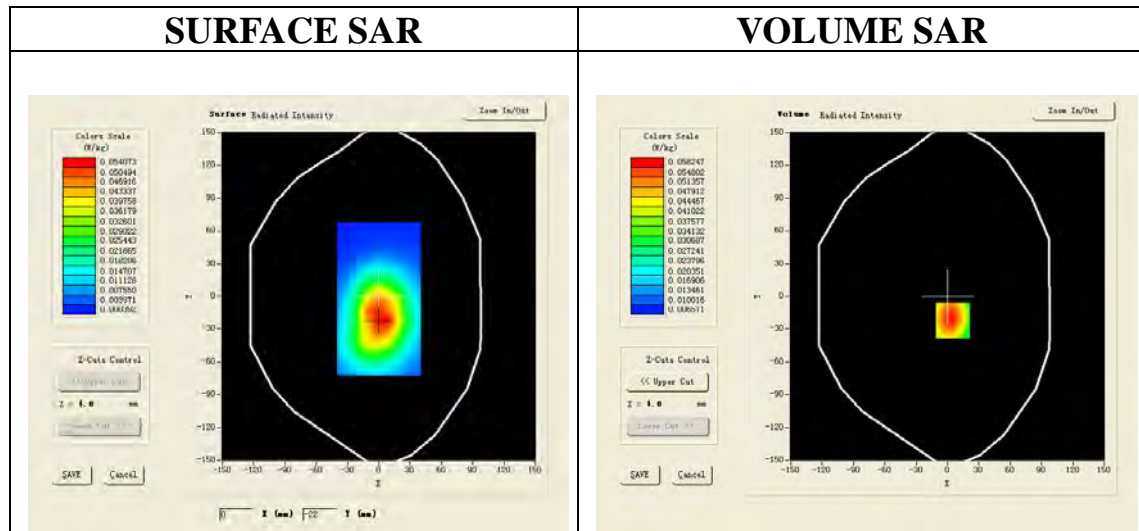 SURFACE SAR
VOLUME SAR
Surface Radiated Intensity
Zoom In/Out
Colors Scale
(W/kg)
0.054073
0.050494
0.046916
0.043337
0.039758
0.036179
0.032601
0.029022
0.025443
0.021865
0.018286
0.014707
0.011128
0.007550
0.003971
0.000392
150
120
90
60
30
0
-30
-60
-90
-120
-150
Y
-150 -120 -90 -60 -30 0 30 60 90 120 150
X
Z-Cuts Control
<< Upper Cut
Z = 4.0 mm
Lower Cut >>
SAVE
Cancel
0 X (mm) -22 Y (mm)
Volume Radiated Intensity
Zoom In/Out
Colors Scale
(W/kg)
0.058247
0.054802
0.051357
0.047912
0.044467
0.041022
0.037577
0.034132
0.030687
0.027241
0.023796
0.020351
0.016906
0.013461
0.010016
0.006571
150
120
90
60
30
0
-30
-60
-90
-120
-150
Y
-150 -120 -90 -60 -30 0 30 60 90 120 150
X
Z-Cuts Control
<< Upper Cut
Z = 4.0 mm
Lower Cut >>
SAVE
Cancel